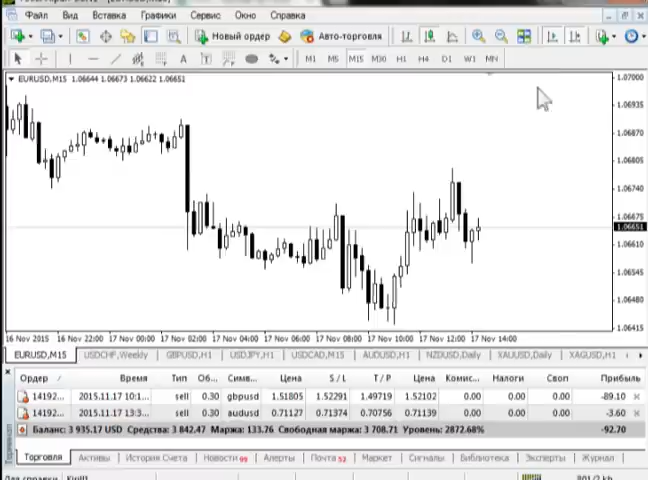 Файл Вид Вставка Графики Сервис Окно Справка
Новый ордер Авто-торговля
A T M1 M5 M15 M30 H1 H4 D1 W1 MN
EURUSD,M15 1.06644 1.06673 1.06622 1.06651
1.07000
1.06935
1.06870
1.06805
1.06740
1.06675
1.06651
1.06610
1.06545
1.06480
1.06415
16 Nov 2015 16 Nov 22:00 17 Nov 00:00 17 Nov 02:00 17 Nov 04:00 17 Nov 06:00 17 Nov 08:00 17 Nov 10:00 17 Nov 12:00 17 Nov 14:00
EURUSD,M15 USDCHF,Weekly GBPUSD,H1 USDJPY,H1 USDCAD,M15 AUDUSD,H1 NZDUSD,Daily XAUUSD,Daily XAGUSD,H1
Ордер / Время Тип Об... Симв... Цена S / L T / P Цена Комис... Налоги Своп Прибыль
14192... 2015.11.17 10:1... sell 0.30 gbpusd 1.51805 1.52291 1.49719 1.52102 0.00 0.00 0.00 -89.10
14192... 2015.11.17 13:3... sell 0.30 audusd 0.71127 0.71374 0.70756 0.71139 0.00 0.00 0.00 -3.60
Баланс: 3 935.17 USD Средства: 3 842.47 Маржа: 133.76 Свободная маржа: 3 708.71 Уровень: 2872.68% -92.70
Торговля Активы История Счета Новости 99 Алерты Почта 52 Маркет Сигналы Библиотека Эксперты Журнал